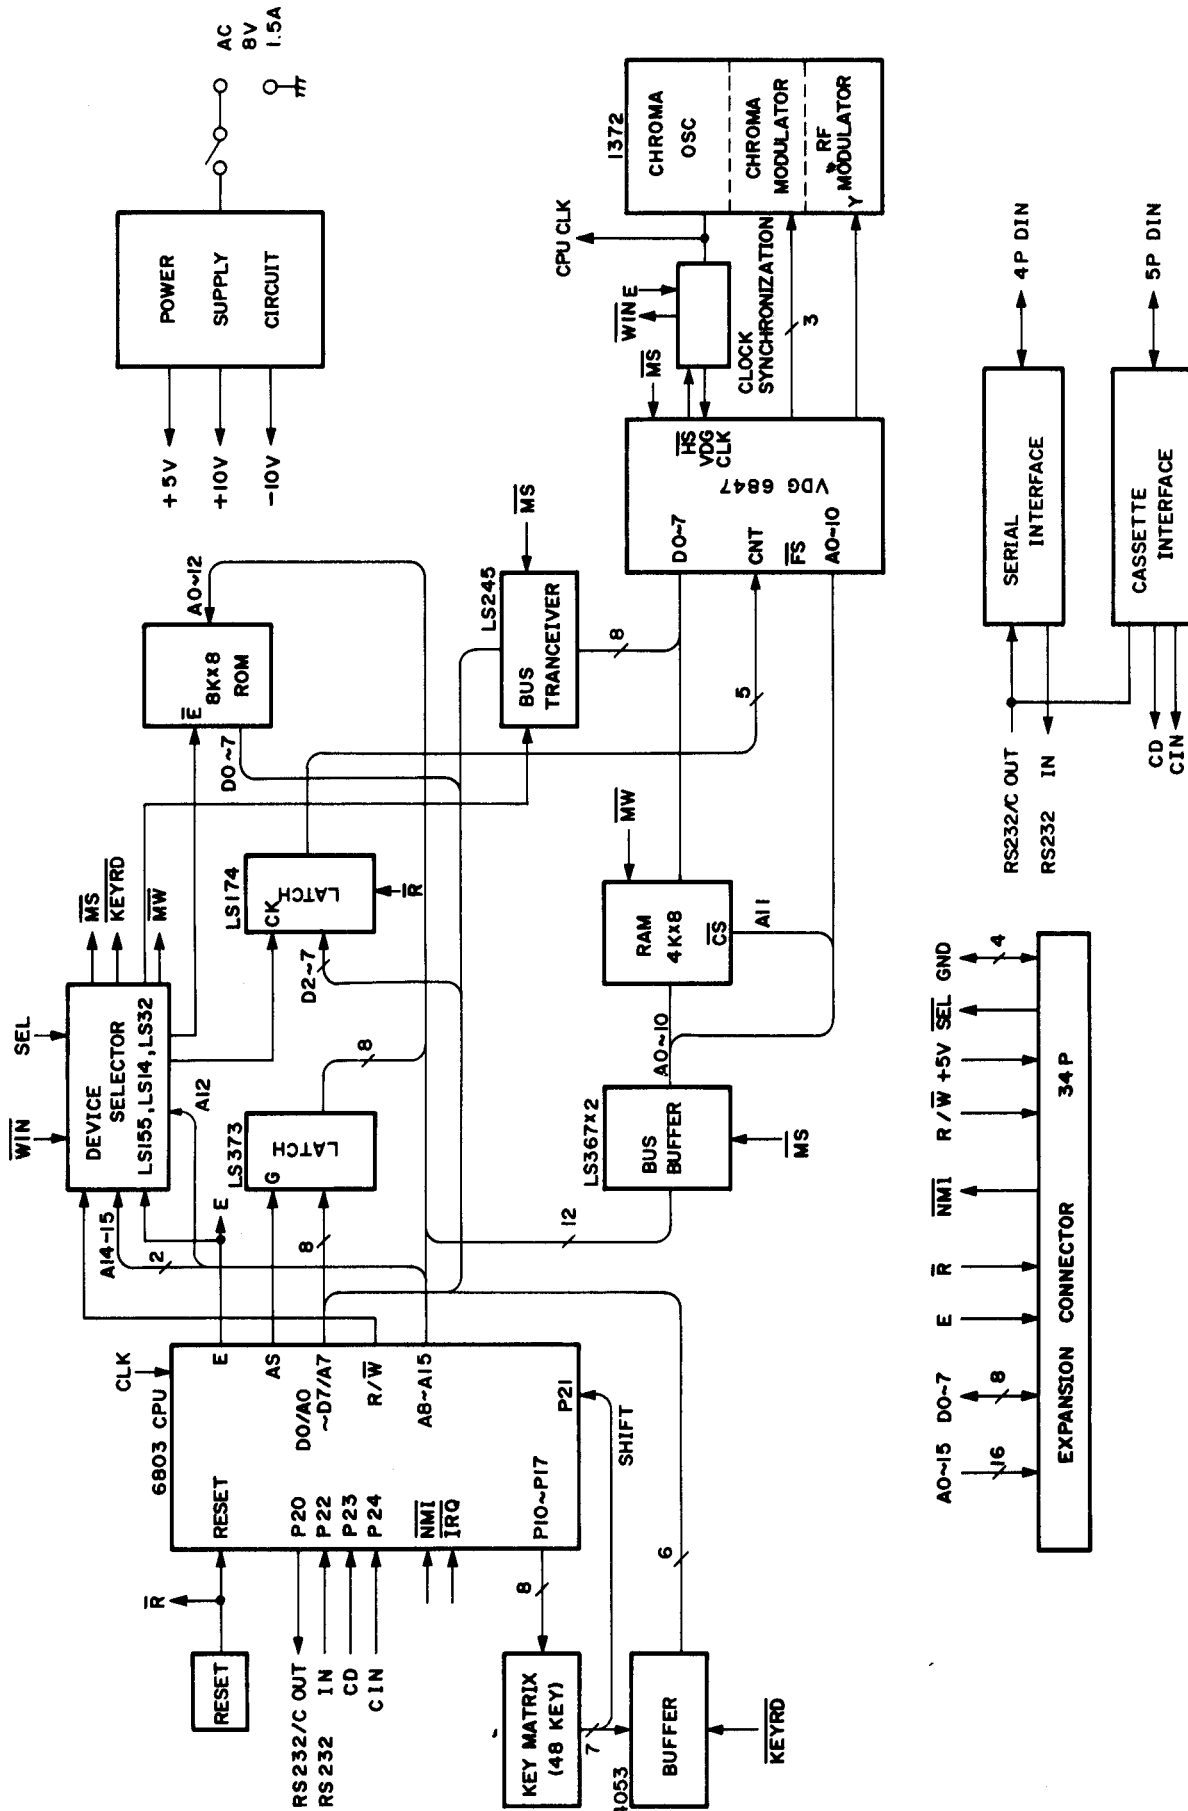 RESET
R
RS232/C OUT
RS232 IN
CD
CIN
6803 CPU
CLK
RESET
P20
P22
P23
P24
NMI
IRQ
P10~P17
E
AS
D0/A0
~D7/A7
R/W
A8~A15
P21
SHIFT
8
KEY MATRIX
(48 KEY)
7
4053
BUFFER
KEYRD
6
WIN
SEL
DEVICE
SELECTOR
LS155, LS14, LS32
A14-15
2
A12
E
MS
KEYRD
MW
LS373
G
LATCH
8
8
LS174
CK
LATCH
D2~7
R
E
8K×8
ROM
A0~12
D0~7
LS245
BUS
TRANCEIVER
MS
8
5
12
LS367×2
BUS
BUFFER
MS
A0~10
RAM
4K×8
CS
MW
A11
D0~7
CNT
FS
A0~10
VDG 6847
HS
VDG
CLK
MS
WIN
E
CLOCK
SYNCHRONIZATION
CPU CLK
3
1372
CHROMA
OSC
CHROMA
MODULATOR
RF
MODULATOR
Y
+5V
+10V
-10V
POWER
SUPPLY
CIRCUIT
AC
8V
1.5A
RS232/C OUT
RS232 IN
CD
CIN
SERIAL
INTERFACE
4P DIN
CASSETTE
INTERFACE
5P DIN
A0~15
D0~7
E
R
NMI
R/W
+5V
SEL
GND
16
8
4
EXPANSION CONNECTOR 34P